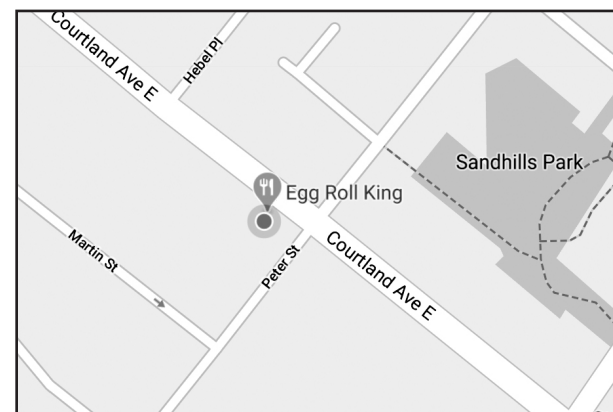 Courtland Ave E
Hebel Pl
Sandhills Park
Egg Roll King
Martin St
Peter St
Courtland Ave E